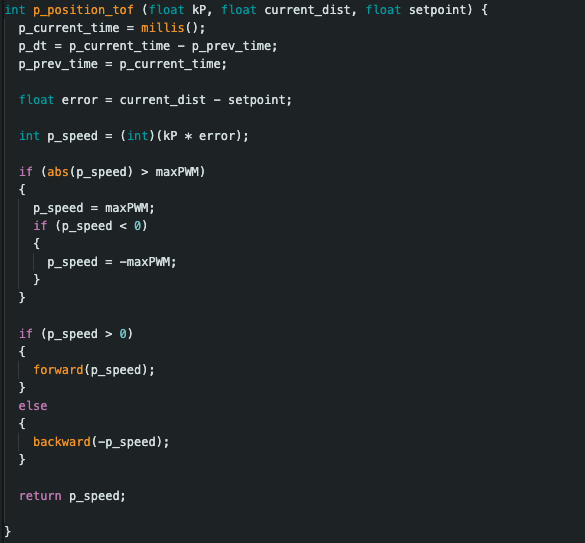 int p_position_tof (float kP, float current_dist, float setpoint) {
  p_current_time = millis();
  p_dt = p_current_time - p_prev_time;
  p_prev_time = p_current_time;

  float error = current_dist - setpoint;

  int p_speed = (int)(kP * error);

  if (abs(p_speed) > maxPWM)
  {
    p_speed = maxPWM;
    if (p_speed < 0)
    {
      p_speed = -maxPWM;
    }
  }

  if (p_speed > 0)
  {
    forward(p_speed);
  }
  else
  {
    backward(-p_speed);
  }

  return p_speed;

}